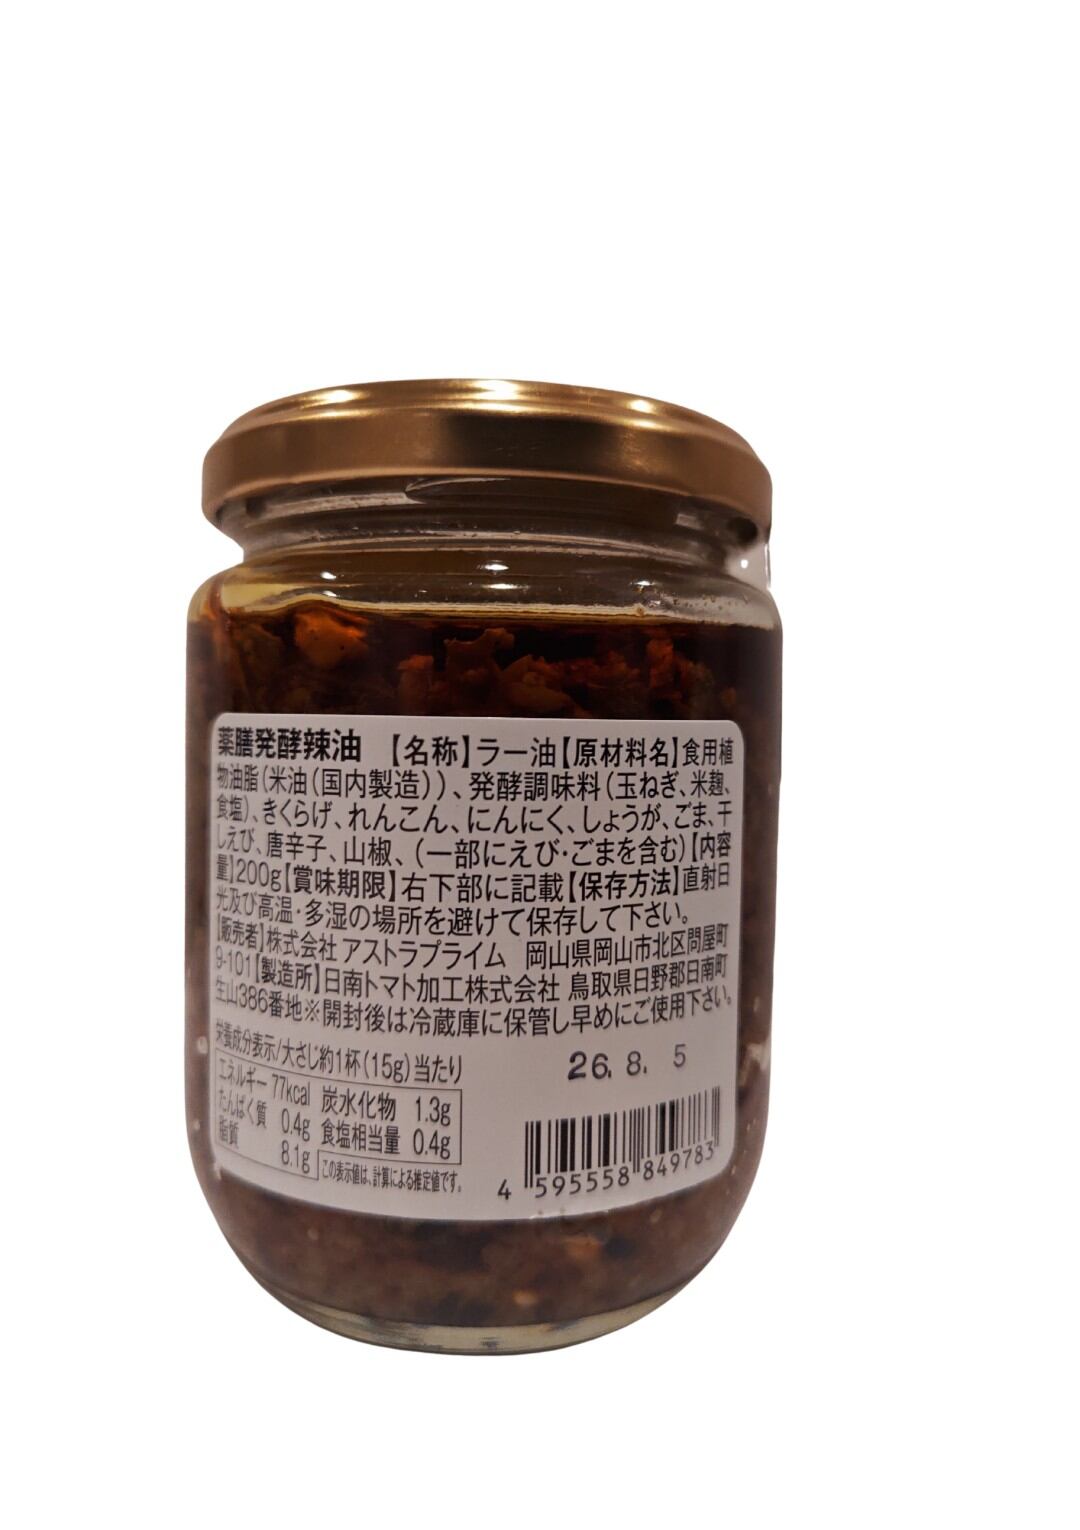 薬膳発酵辣油 【名称】ラー油【原材料名】食用植
物油脂(米油(国内製造))、発酵調味料(玉ねぎ、米麹、
食塩)、きくらげ、れんこん、にんにく、しょうが、ごま、干
しえび、唐辛子、山椒、(一部にえび・ごまを含む)【内容
量】200g【賞味期限】右下部に記載【保存方法】直射日
光及び高温・多湿の場所を避けて保存して下さい。
【販売者】株式会社 アストラプライム 岡山県岡山市北区問屋町
9-101【製造所】日南トマト加工株式会社 鳥取県日野郡日南町
生山386番地※開封後は冷蔵庫に保管し早めにご使用下さい。
栄養成分表示/大さじ約1杯(15g)当たり
エネルギー 77kcal 炭水化物 1.3g
たんぱく質 0.4g 食塩相当量 0.4g
脂質 8.1g この表示値は、計算による推定値です。
26. 8. 5
4 595558 849783